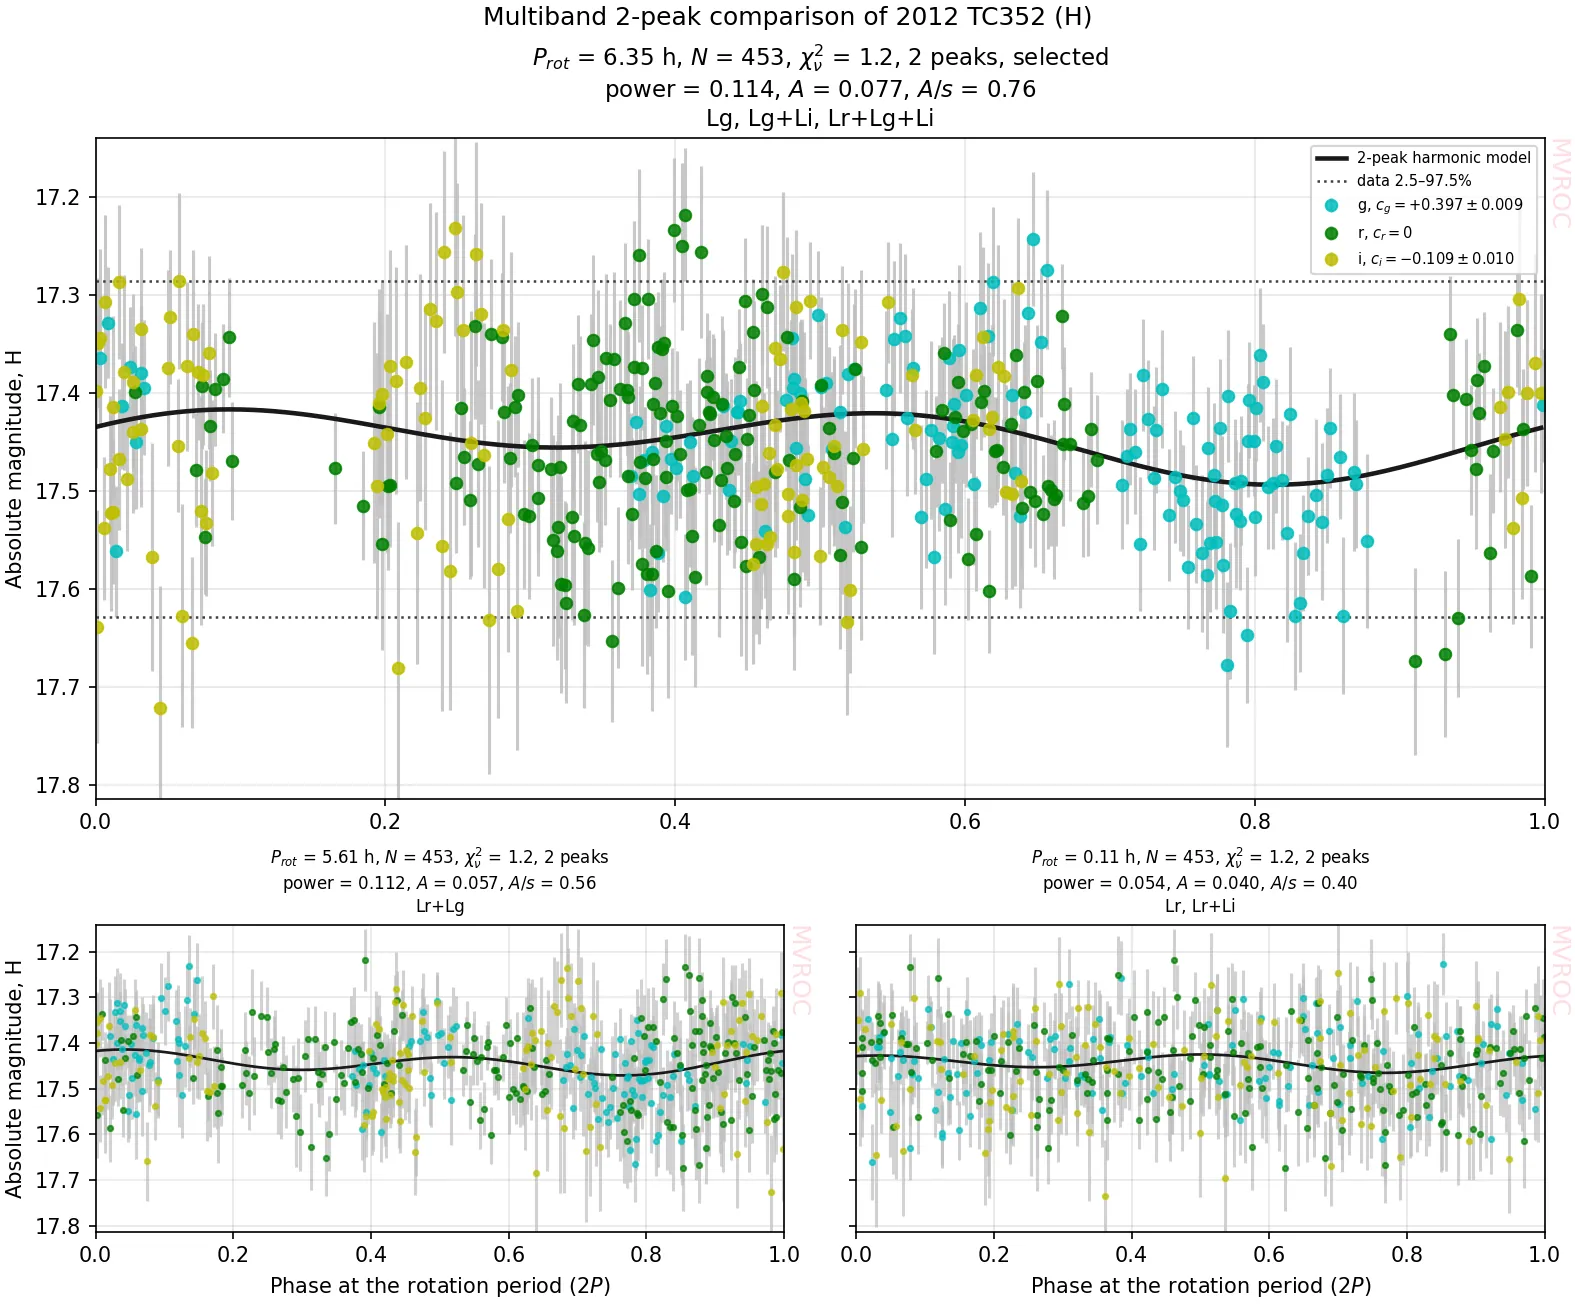 Multiband 2-peak comparison of 2012 TC352 (H)
P_rot = 6.35 h, N = 453, χ²_ν = 1.2, 2 peaks, selected
power = 0.114, A = 0.077, A/s = 0.76
Lg, Lg+Li, Lr+Lg+Li
2-peak harmonic model
data 2.5–97.5%
g, c_g = +0.397 ± 0.009
r, c_r = 0
i, c_i = −0.109 ± 0.010
MVROC
Absolute magnitude, H
17.2
17.3
17.4
17.5
17.6
17.7
17.8
0.0 0.2 0.4 0.6 0.8 1.0
P_rot = 5.61 h, N = 453, χ²_ν = 1.2, 2 peaks
power = 0.112, A = 0.057, A/s = 0.56
Lr+Lg
MVROC
Absolute magnitude, H
17.2
17.3
17.4
17.5
17.6
17.7
17.8
0.0 0.2 0.4 0.6 0.8 1.0
Phase at the rotation period (2P)
P_rot = 0.11 h, N = 453, χ²_ν = 1.2, 2 peaks
power = 0.054, A = 0.040, A/s = 0.40
Lr, Lr+Li
MVROC
0.0 0.2 0.4 0.6 0.8 1.0
Phase at the rotation period (2P)